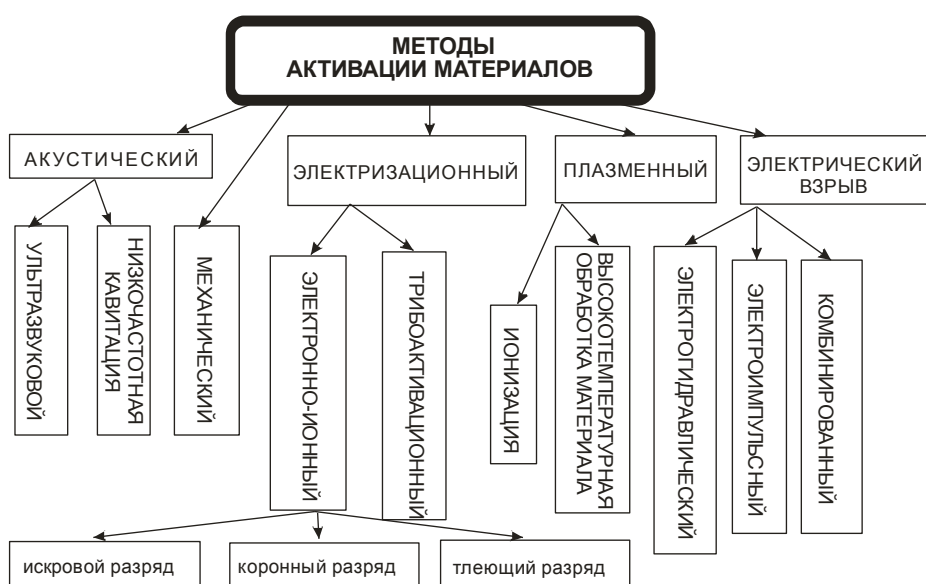 МЕТОДЫ
АКТИВАЦИИ МАТЕРИАЛОВ
АКУСТИЧЕСКИЙ
ЭЛЕКТРИЗАЦИОННЫЙ
ПЛАЗМЕННЫЙ
ЭЛЕКТРИЧЕСКИЙ
ВЗРЫВ
УЛЬТРАЗВУКОВОЙ
НИЗКОЧАСТОТНАЯ
КАВИТАЦИЯ
МЕХАНИЧЕСКИЙ
ЭЛЕКТРОННО-ИОННЫЙ
ТРИБОАКТИВАЦИОННЫЙ
ИОНИЗАЦИЯ
ВЫСОКОТЕМПЕРАТУРНАЯ
ОБРАБОТКА МАТЕРИАЛА
ЭЛЕКТРОГИДРАВЛИЧЕСКИЙ
ЭЛЕКТРОИМПУЛЬСНЫЙ
КОМБИНИРОВАННЫЙ
искровой разряд
коронный разряд
тлеющий разряд